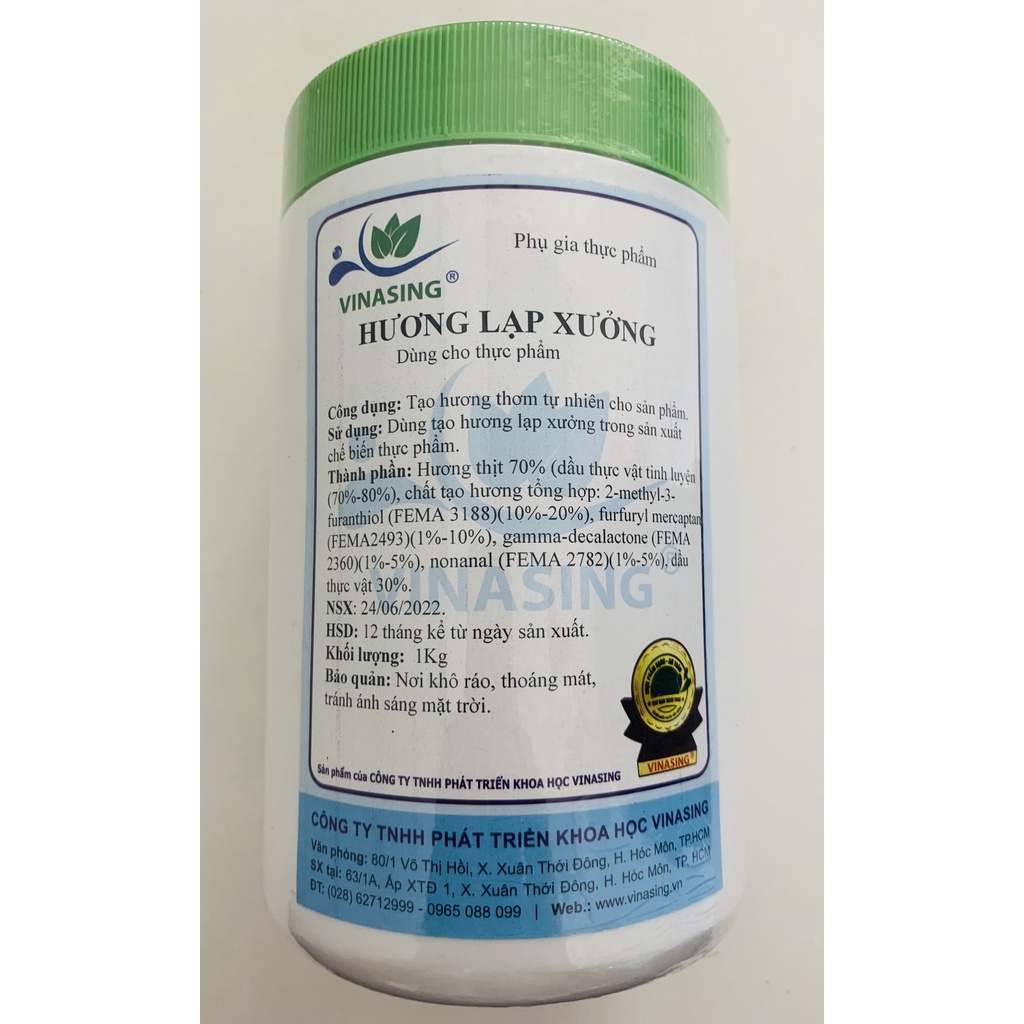 Phụ gia thực phẩm
VINASING®
HƯƠNG LẠP XƯỞNG
Dùng cho thực phẩm
Công dụng: Tạo hương thơm tự nhiên cho sản phẩm.
Sử dụng: Dùng tạo hương lạp xưởng trong sản xuất
chế biến thực phẩm.
Thành phần: Hương thịt 70% (dầu thực vật tinh luyện
(70%-80%), chất tạo hương tổng hợp: 2-methyl-3-
furanthiol (FEMA 3188)(10%-20%), furfuryl mercaptan
(FEMA2493)(1%-10%), gamma-decalactone (FEMA
2360)(1%-5%), nonanal (FEMA 2782)(1%-5%), dầu
thực vật 30%.
VINASING®
NSX: 24/06/2022.
HSD: 12 tháng kể từ ngày sản xuất.
Khối lượng: 1Kg
Bảo quản: Nơi khô ráo, thoáng mát,
tránh ánh sáng mặt trời.
VINASING®
Sản phẩm của CÔNG TY TNHH PHÁT TRIỂN KHOA HỌC VINASING
CÔNG TY TNHH PHÁT TRIỂN KHOA HỌC VINASING
Văn phòng: 80/1 Võ Thị Hồi, X. Xuân Thới Đông, H. Hóc Môn, TP.HCM
SX tại: 63/1A, Ấp XTĐ 1, X. Xuân Thới Đông, H. Hóc Môn, TP. HCM
ĐT: (028) 62712999 - 0965 088 099 | Web.: www.vinasing.vn